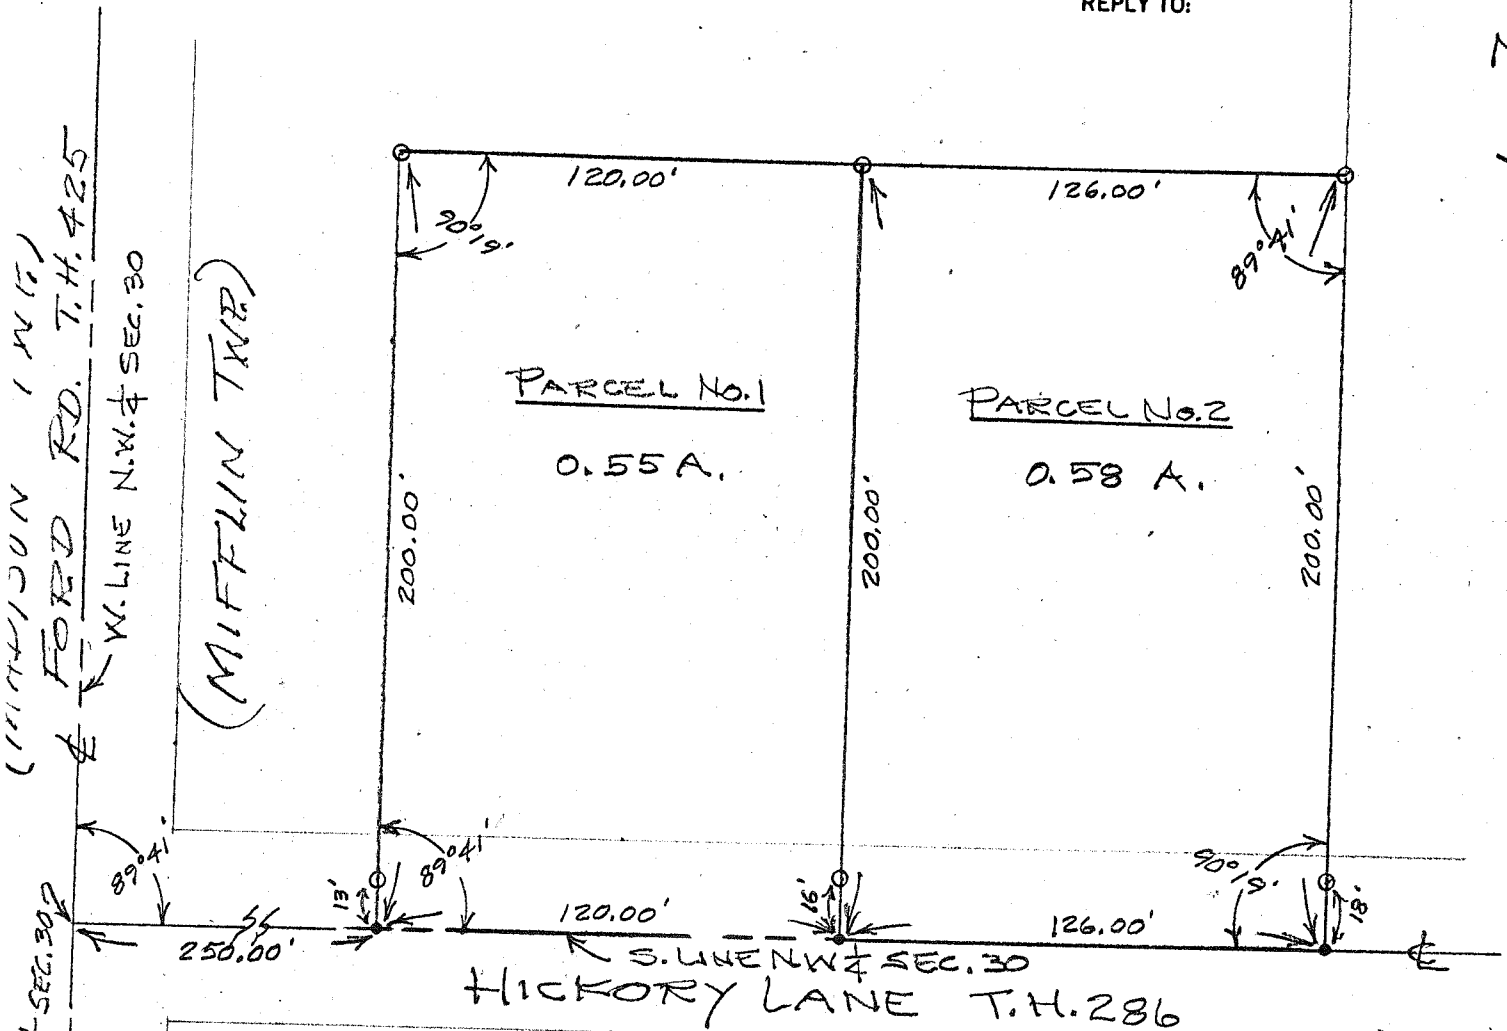 REPLY TO:
120.00'
126.00'
90°19'
89°41'
FORD RD. T.H. 425
W. LINE N.W.¼ SEC. 30
(MIFFLIN TWP.)
PARCEL No.1
0.55 A.
PARCEL No.2
0.58 A.
200.00'
200.00'
200.00'
℄
89°41'
89°41'
90°19'
13'
16'
18'
250.00'
120.00'
126.00'
℄
S. LINE NW¼ SEC. 30
HICKORY LANE T.H. 286
SEC. 30